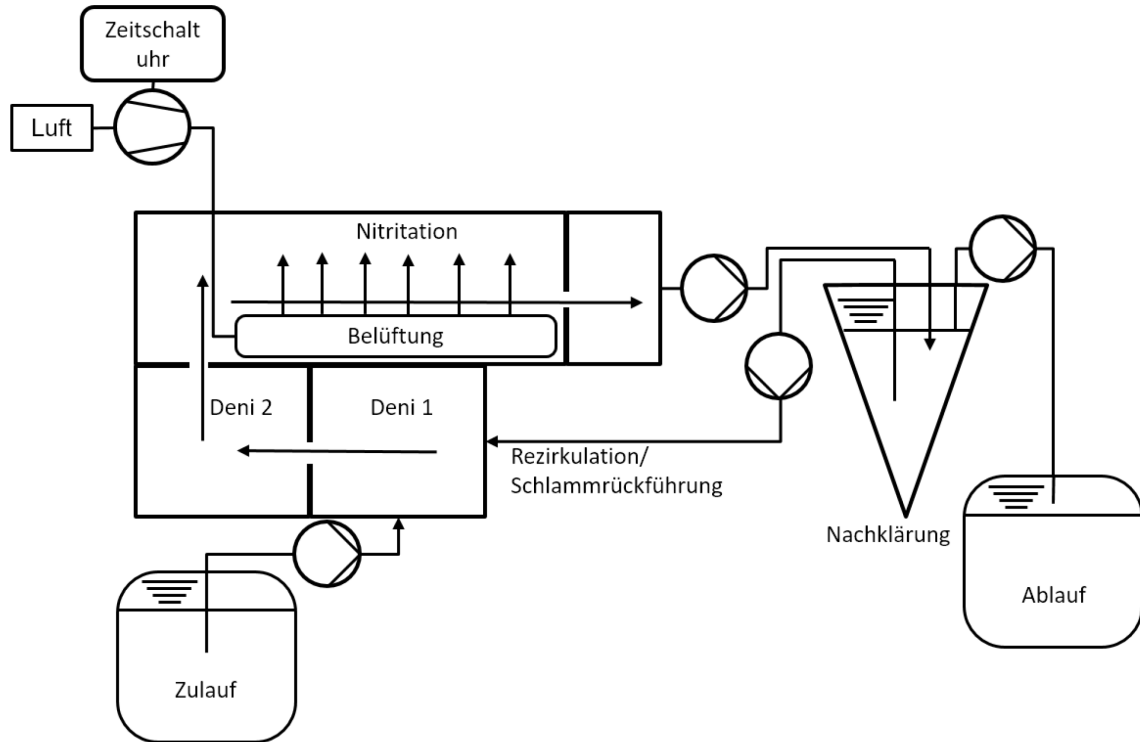 Zeitschalt
uhr
Luft
Nitritation
Belüftung
Deni 2
Deni 1
Rezirkulation/
Schlammrückführung
Nachklärung
Ablauf
Zulauf